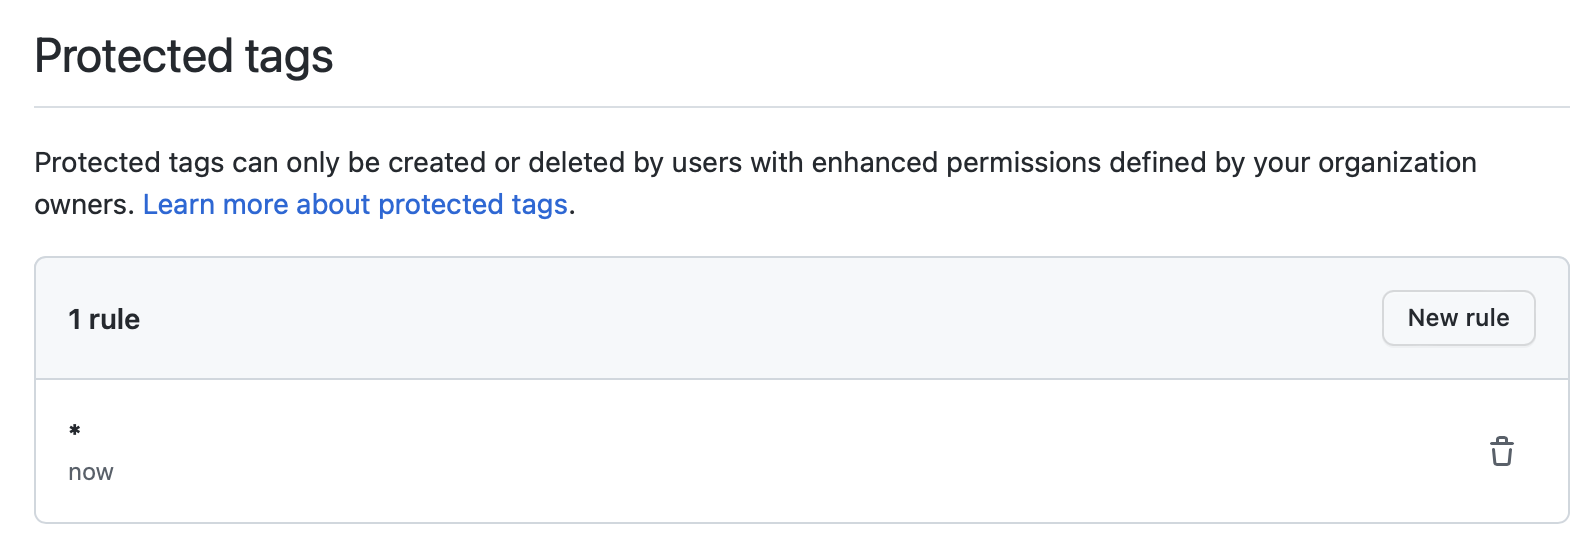 Protected tags
Protected tags can only be created or deleted by users with enhanced permissions defined by your organization
owners. Learn more about protected tags.
1 rule
New rule
*
now